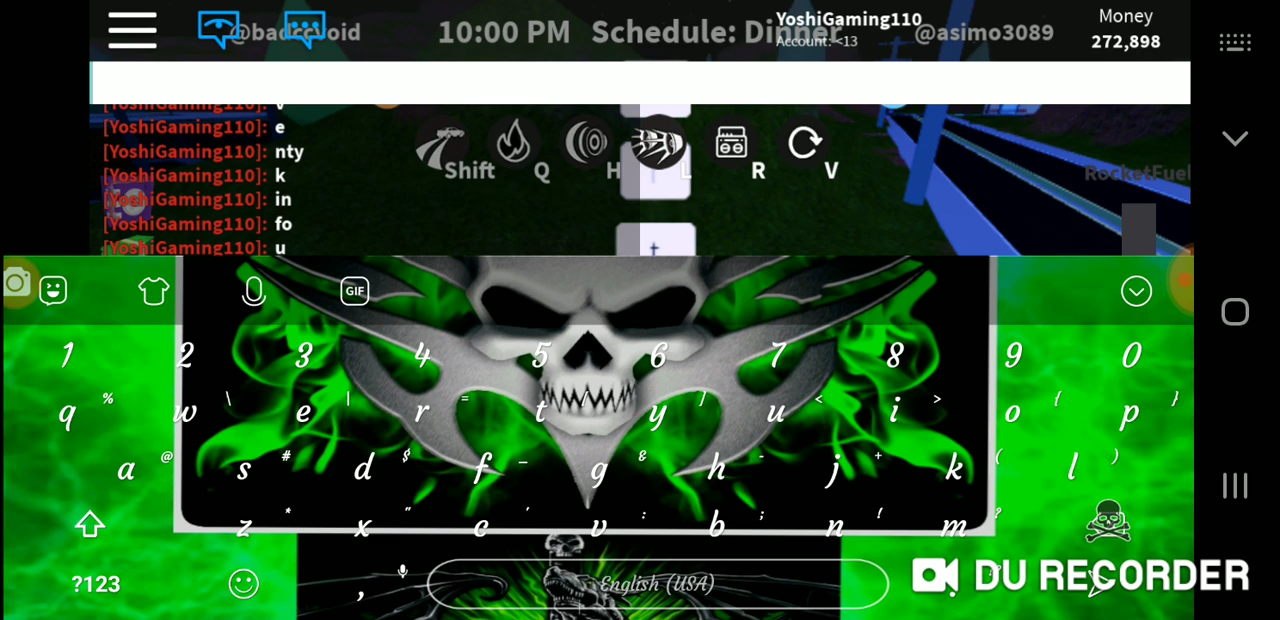 @badccvoid
10:00 PM Schedule: Dinner
YoshiGaming110
Account: <13
@asimo3089
Money
272,898
[YoshiGaming110]: v
[YoshiGaming110]: e
[YoshiGaming110]: nty
[YoshiGaming110]: k
[YoshiGaming110]: in
[YoshiGaming110]: fo
[YoshiGaming110]: u
Shift Q H L R V
RocketFuel
GIF
1 2 3 4 5 6 7 8 9 0
% \ | = / ] < > { }
q w e r t y u i o p
@ # $ _ & - + ( )
a s d f g h j k l
* " ' : ; ! ?
z x c v b n m
?123 , English (USA)
DU RECORDER